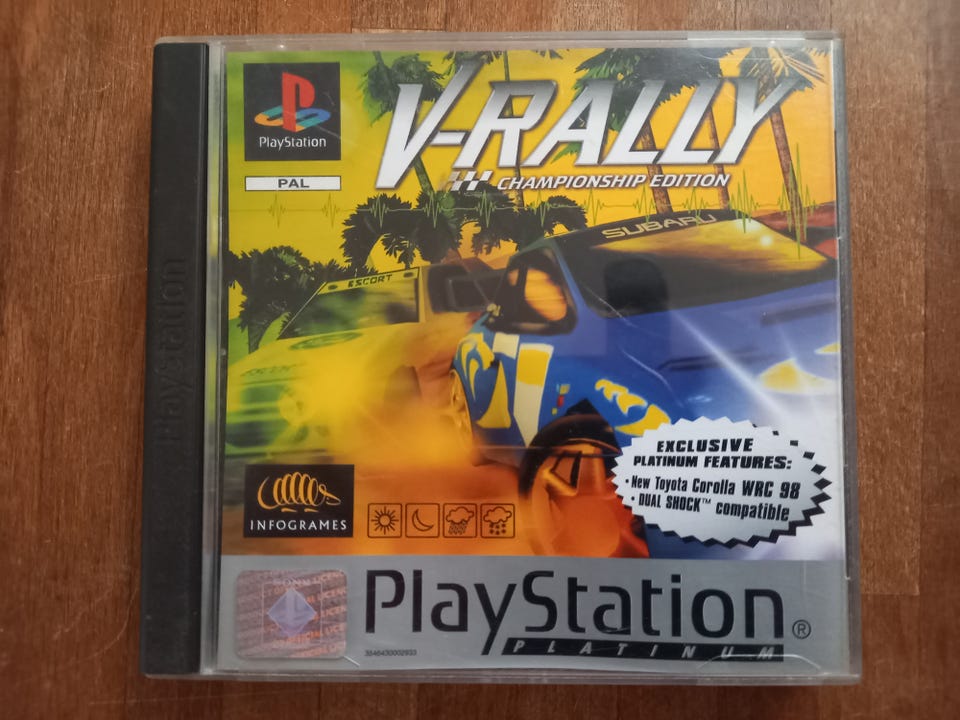 PlayStation
PlayStation
PAL
V-RALLY
CHAMPIONSHIP EDITION
SUBARU
ESCORT
EXCLUSIVE
PLATINUM FEATURES:
• New Toyota Corolla WRC 98
• DUAL SHOCK™ compatible
INFOGRAMES
SONY
PlayStation®
PLATINUM